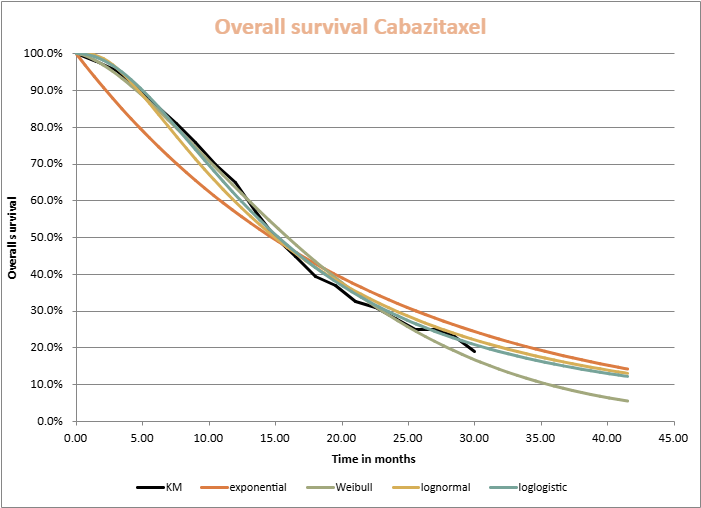 Overall survival Cabazitaxel
100.0%
90.0%
80.0%
70.0%
60.0%
50.0%
40.0%
30.0%
20.0%
10.0%
0.0%
Overall survival
0.00 5.00 10.00 15.00 20.00 25.00 30.00 35.00 40.00 45.00
Time in months
KM exponential Weibull lognormal loglogistic